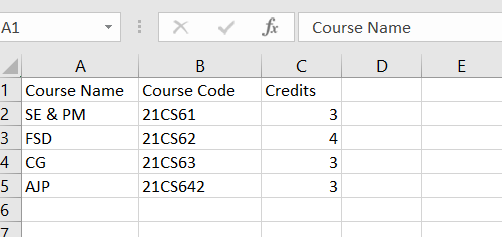 A1 fx Course Name
A B C D E
1 Course Name Course Code Credits
2 SE & PM 21CS61 3
3 FSD 21CS62 4
4 CG 21CS63 3
5 AJP 21CS642 3
6
7